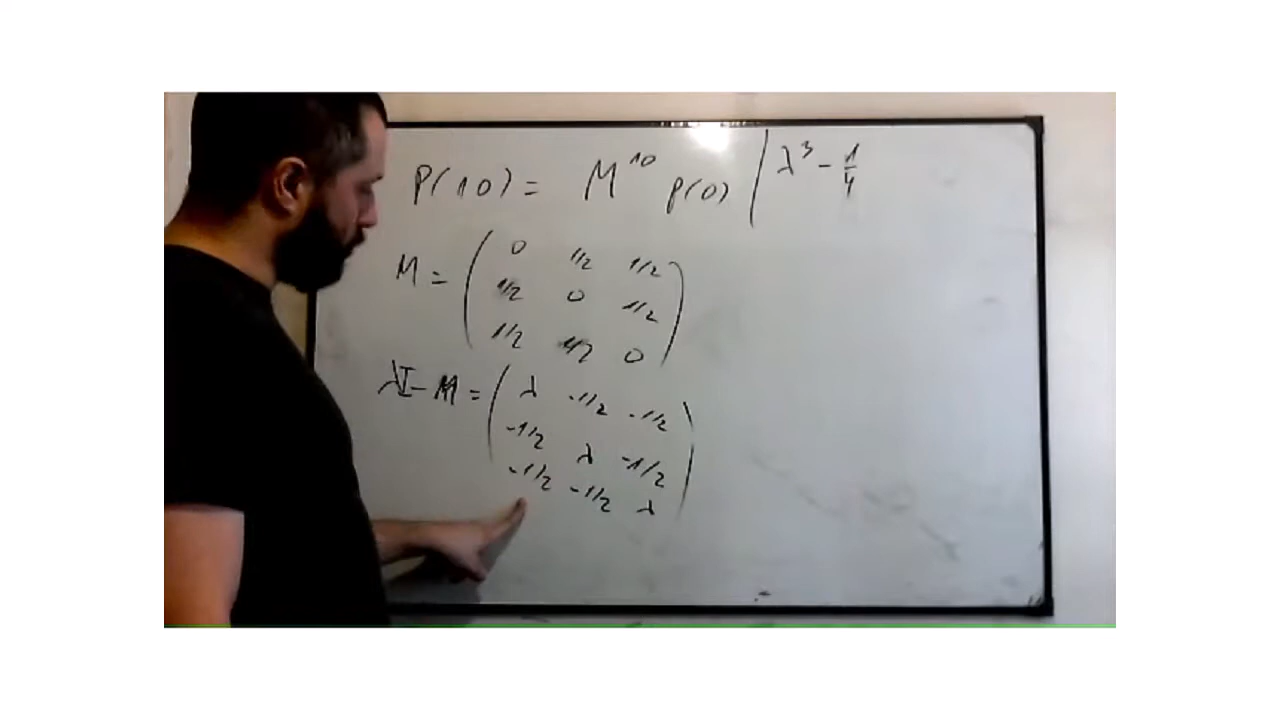 P(10) = M¹⁰ P(0) | λ³ - 1/4
M = ( 0 1/2 1/2
1/2 0 1/2
1/2 1/2 0 )
λI - M = ( λ -1/2 -1/2
-1/2 λ -1/2
-1/2 -1/2 λ )